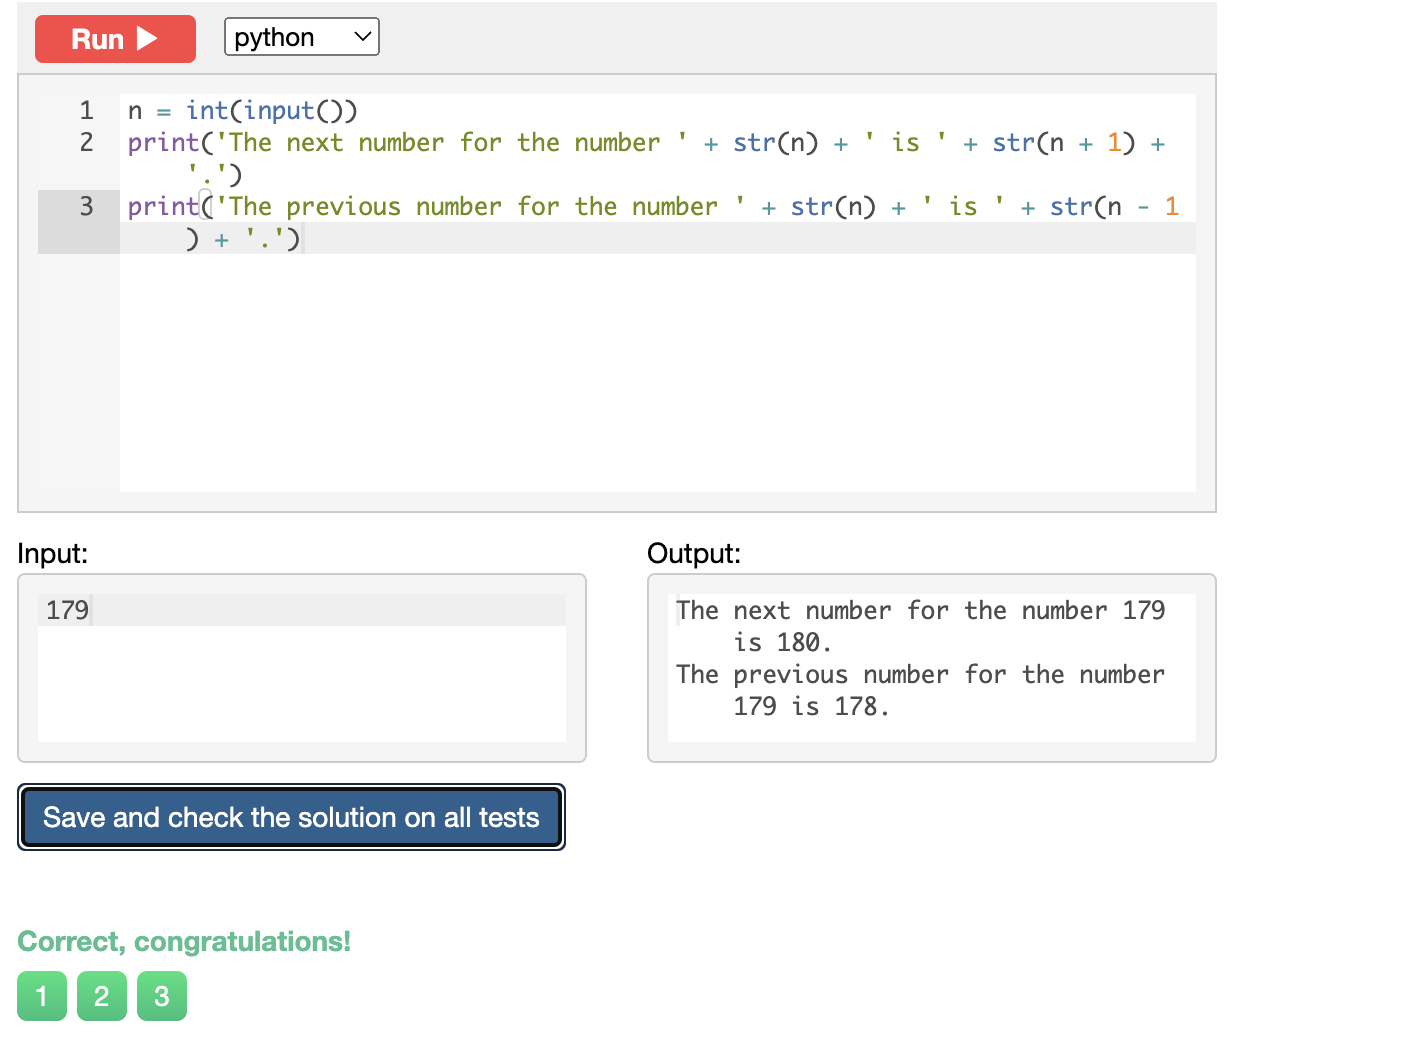 Run
python
1 n = int(input())
2 print('The next number for the number ' + str(n) + ' is ' + str(n + 1) +
'.')
3 print('The previous number for the number ' + str(n) + ' is ' + str(n - 1
) + '.')
Input:
Output:
179
The next number for the number 179
is 180.
The previous number for the number
179 is 178.
Save and check the solution on all tests
Correct, congratulations!
1 2 3